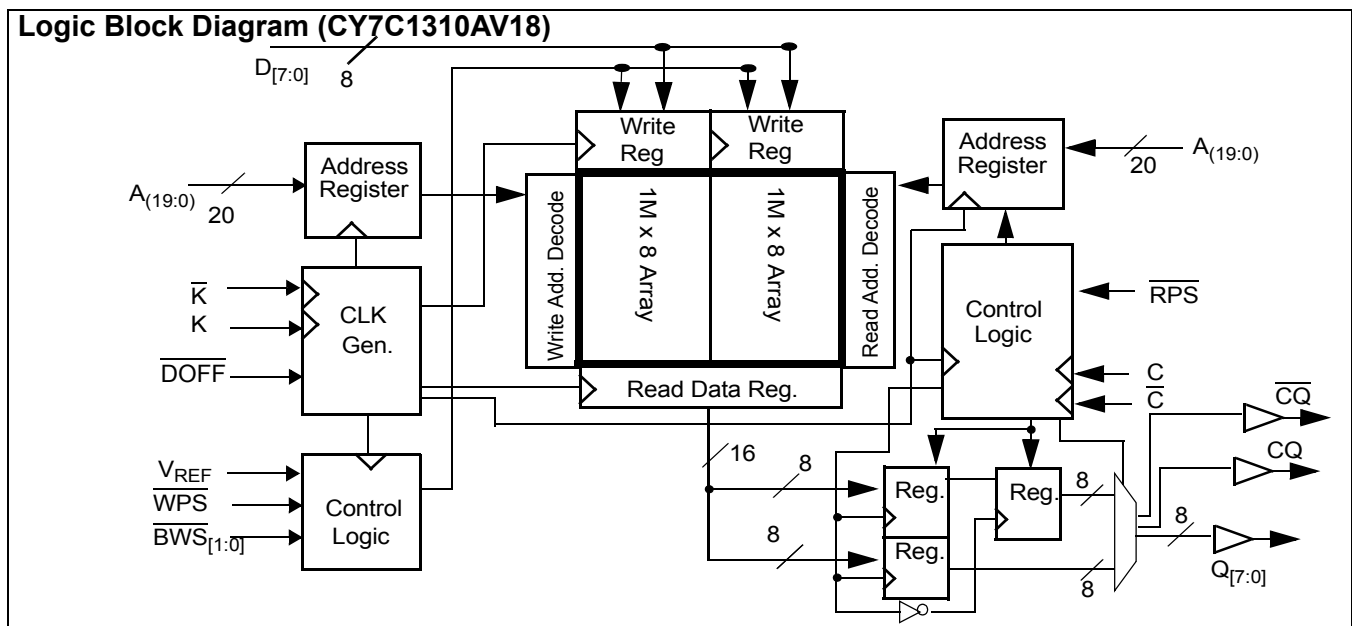 Logic Block Diagram (CY7C1310AV18)
D[7:0]
8
Write
Reg
Write
Reg
Address
Register
A(19:0)
20
Address
Register
A(19:0)
20
Write Add. Decode
1M x 8 Array
1M x 8 Array
Read Add. Decode
K
K
DOFF
CLK
Gen.
Control
Logic
RPS
C
C
Read Data Reg.
CQ
CQ
VREF
WPS
BWS[1:0]
Control
Logic
16
8
8
Reg.
Reg.
Reg.
8
8
8
Q[7:0]